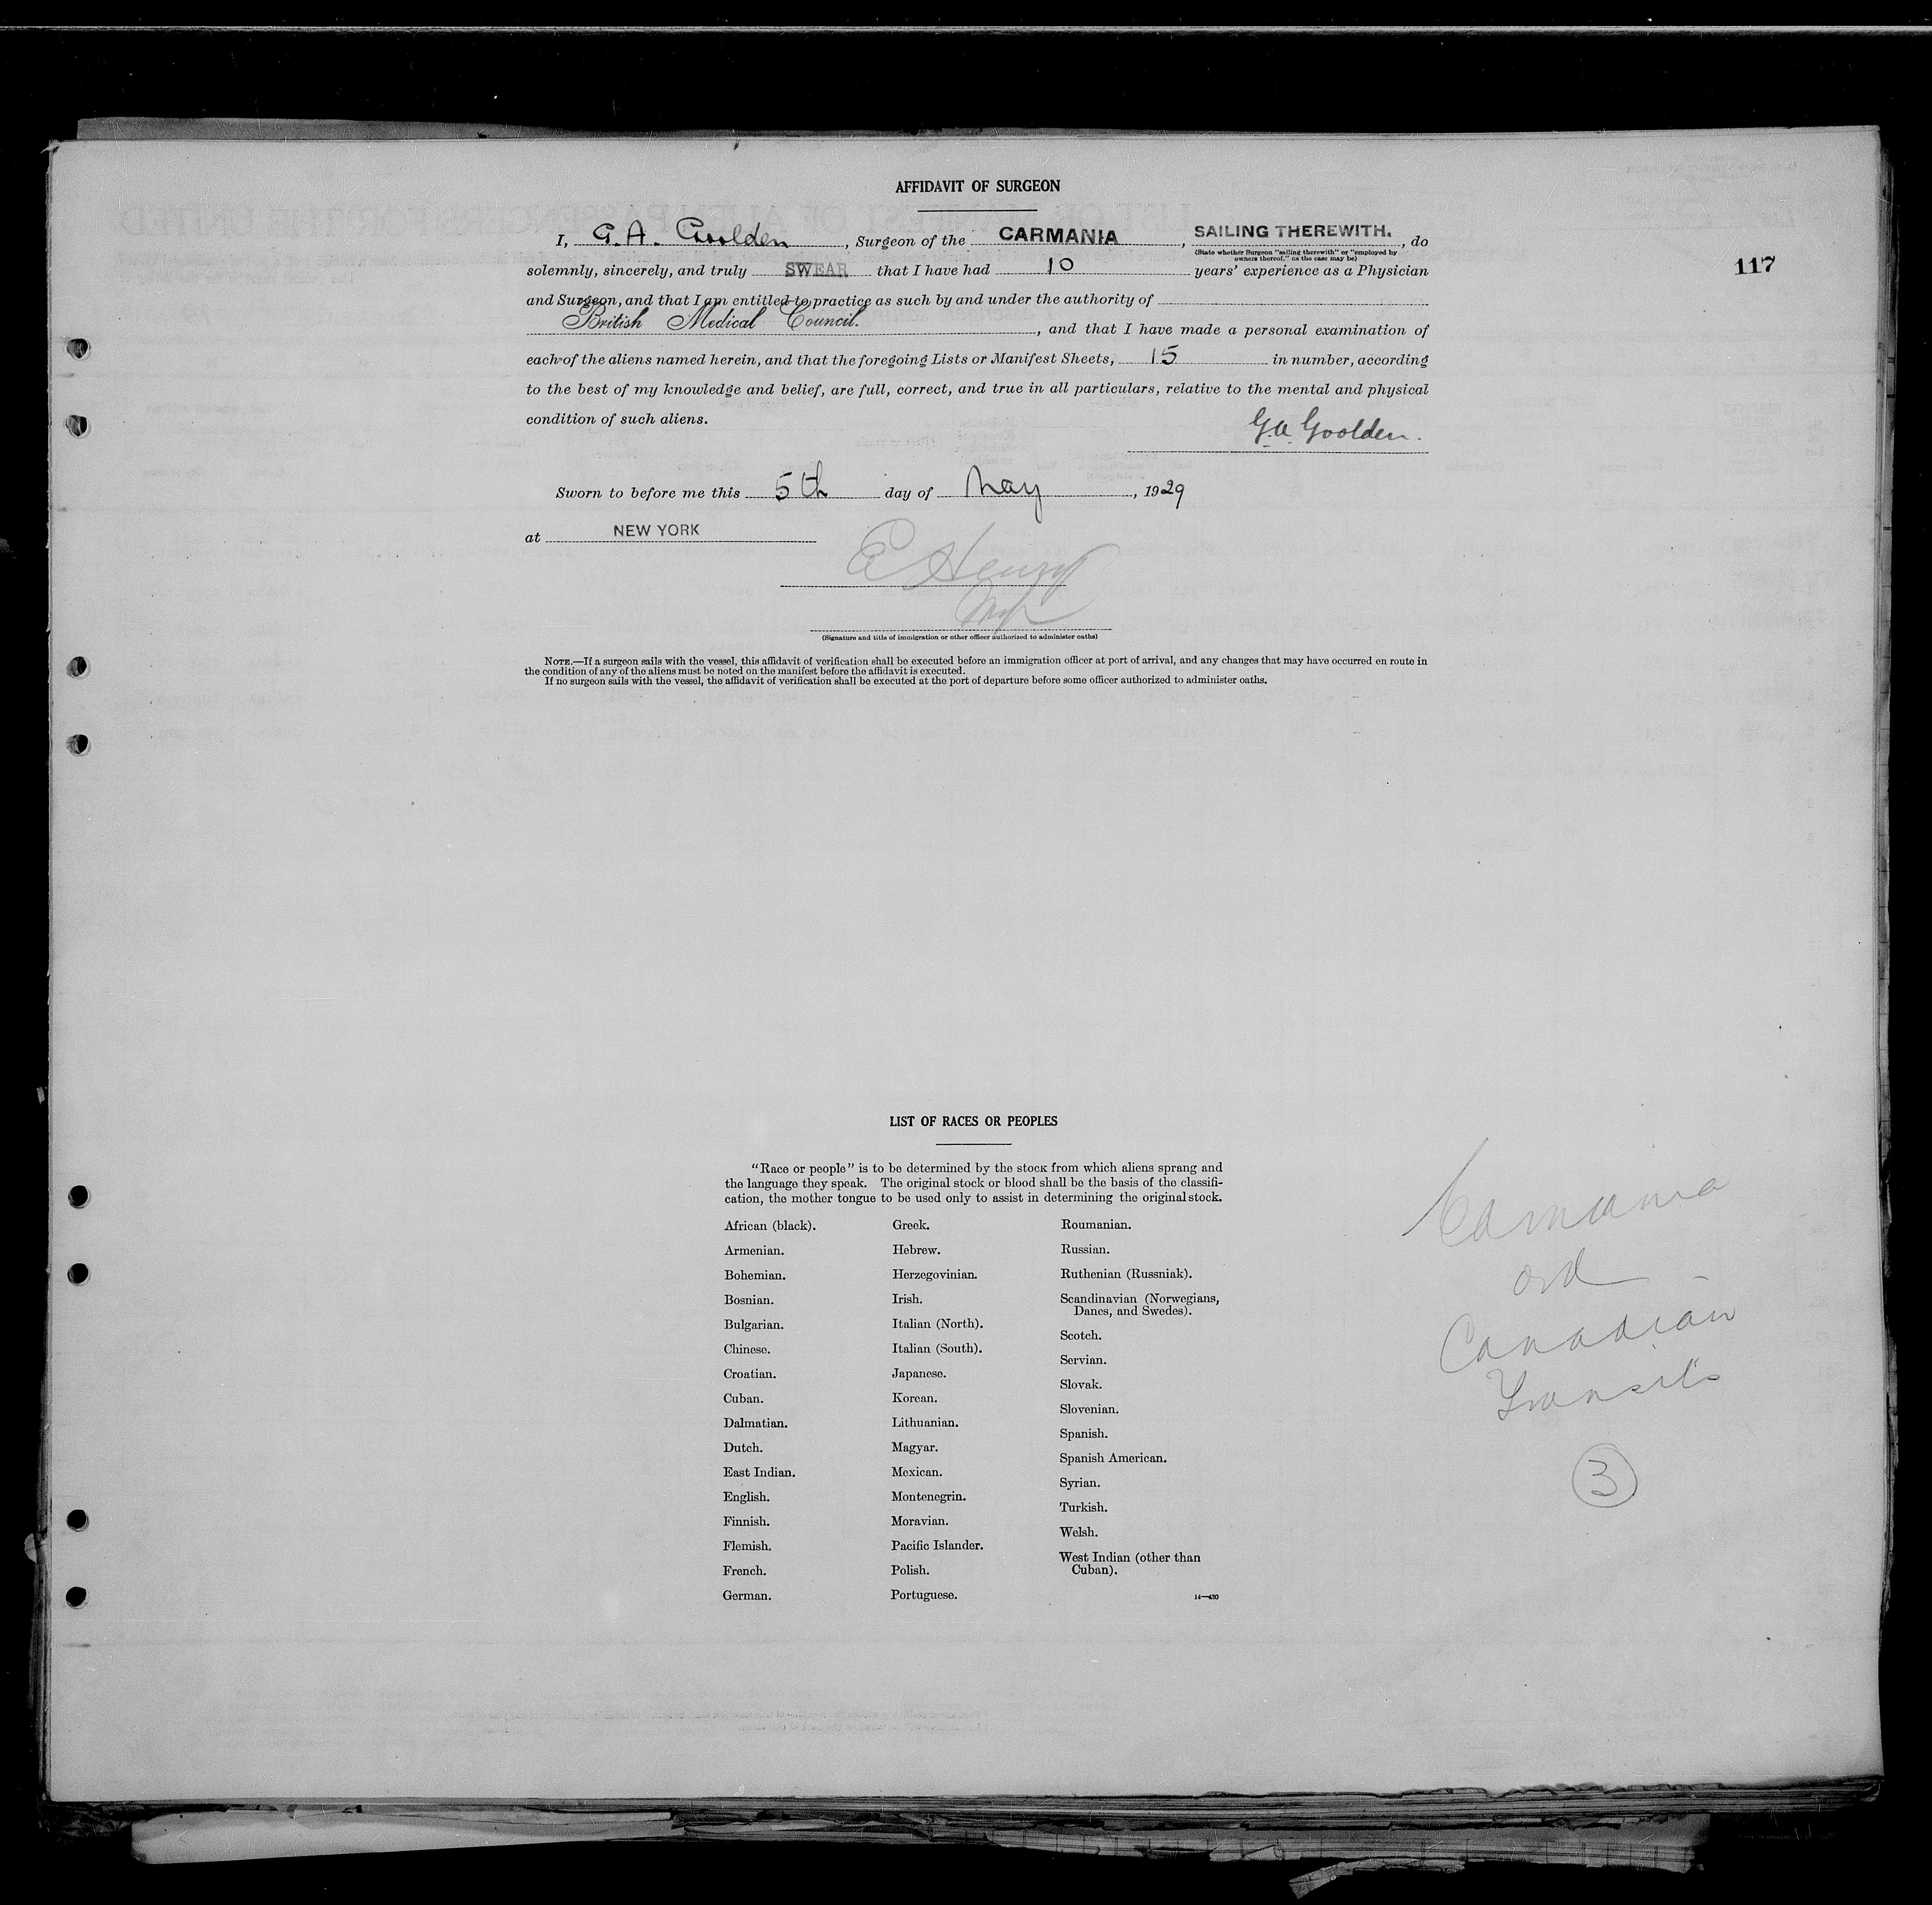 AFFIDAVIT OF SURGEON
I, G. A. Goolden, Surgeon of the CARMANIA, SAILING THEREWITH., do
(State whether Surgeon "sailing therewith" or "employed by
owners thereof," as the case may be)
117
solemnly, sincerely, and truly SWEAR that I have had 10 years' experience as a Physician
and Surgeon, and that I am entitled to practice as such by and under the authority of
British Medical Council., and that I have made a personal examination of
each of the aliens named herein, and that the foregoing Lists or Manifest Sheets, 15 in number, according
to the best of my knowledge and belief, are full, correct, and true in all particulars, relative to the mental and physical
condition of such aliens.
G.A. Goolden.
Sworn to before me this 5th day of May, 1929
at NEW YORK
E Henry
(Signature and title of immigration or other officer authorized to administer oaths)
NOTE.—If a surgeon sails with the vessel, this affidavit of verification shall be executed before an immigration officer at port of arrival, and any changes that may have occurred en route in
the condition of any of the aliens must be noted on the manifest before the affidavit is executed.
If no surgeon sails with the vessel, the affidavit of verification shall be executed at the port of departure before some officer authorized to administer oaths.
LIST OF RACES OR PEOPLES
"Race or people" is to be determined by the stock from which aliens sprang and
the language they speak. The original stock or blood shall be the basis of the classifi-
cation, the mother tongue to be used only to assist in determining the original stock.
African (black).
Armenian.
Bohemian.
Bosnian.
Bulgarian.
Chinese.
Croatian.
Cuban.
Dalmatian.
Dutch.
East Indian.
English.
Finnish.
Flemish.
French.
German.
Greek.
Hebrew.
Herzegovinian.
Irish.
Italian (North).
Italian (South).
Japanese.
Korean.
Lithuanian.
Magyar.
Mexican.
Montenegrin.
Moravian.
Pacific Islander.
Polish.
Portuguese.
Roumanian.
Russian.
Ruthenian (Russniak).
Scandinavian (Norwegians,
Danes, and Swedes).
Scotch.
Servian.
Slovak.
Slovenian.
Spanish.
Spanish American.
Syrian.
Turkish.
Welsh.
West Indian (other than
Cuban).
14—430
Carmania
Canadian
Transits
3